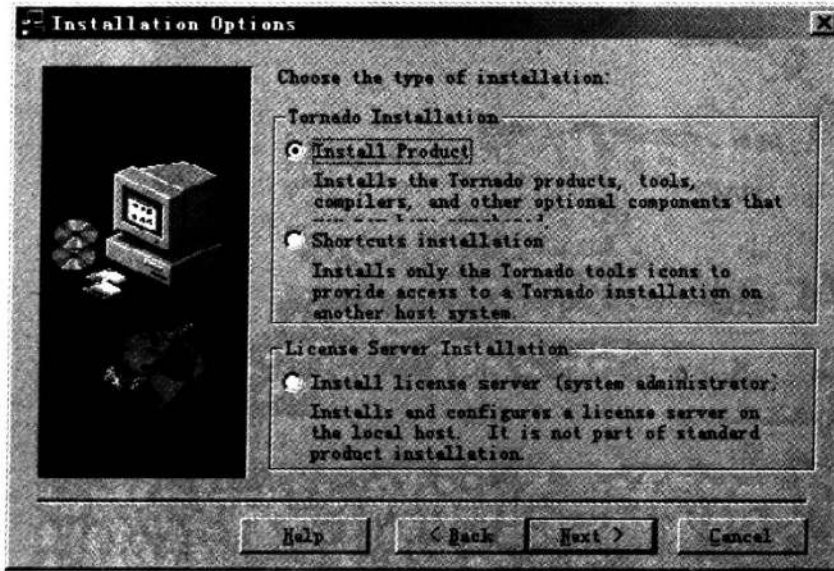 Installation Options
Choose the type of installation:
Tornado Installation
Install Product
Installs the Tornado products, tools,
compilers, and other optional components that
Shortcuts installation
Installs only the Tornado tools icons to
provide access to a Tornado installation on
another host system.
License Server Installation
Install license server (system administrator)
Installs and configures a license server on
the local host.  It is not part of standard
product installation.
Help
< Back
Next >
Cancel